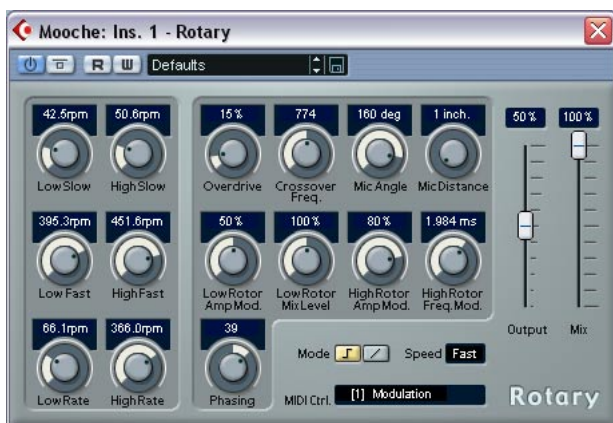 Mooche: Ins. 1 - Rotary
R W Defaults
42.5rpm 50.6rpm 15% 774 160 deg 1 inch. 50% 100%
Low Slow High Slow Overdrive Crossover Freq. Mic Angle Mic Distance
395.3rpm 451.6rpm 50% 100% 80% 1.984 ms
Low Fast High Fast Low Rotor Amp Mod. Low Rotor Mix Level High Rotor Amp Mod. High Rotor Freq. Mod.
66.1rpm 366.0rpm 39
Output Mix
Mode Speed Fast
Low Rate High Rate Phasing MIDI Ctrl. [1] Modulation
Rotary